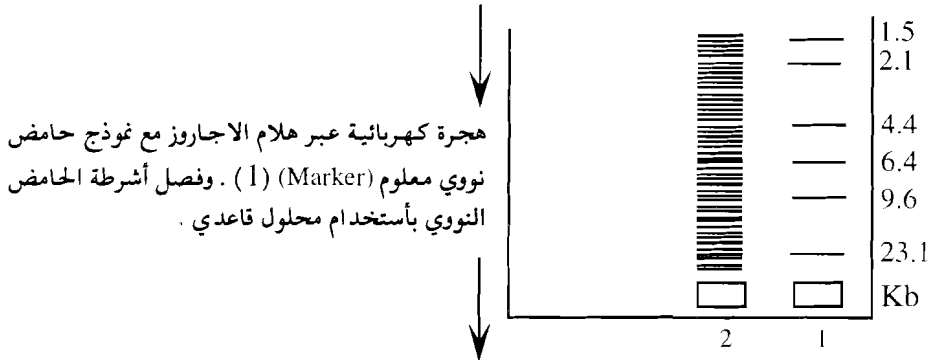 1.5
2.1
4.4
6.4
9.6
23.1
Kb
هجرة كهربائية عبر هلام الاجاروز مع نموذج حامض
نووي معلوم (Marker) (1) . وفصل أشرطة الحامض
النووي بأستخدام محلول قاعدي .
2 1